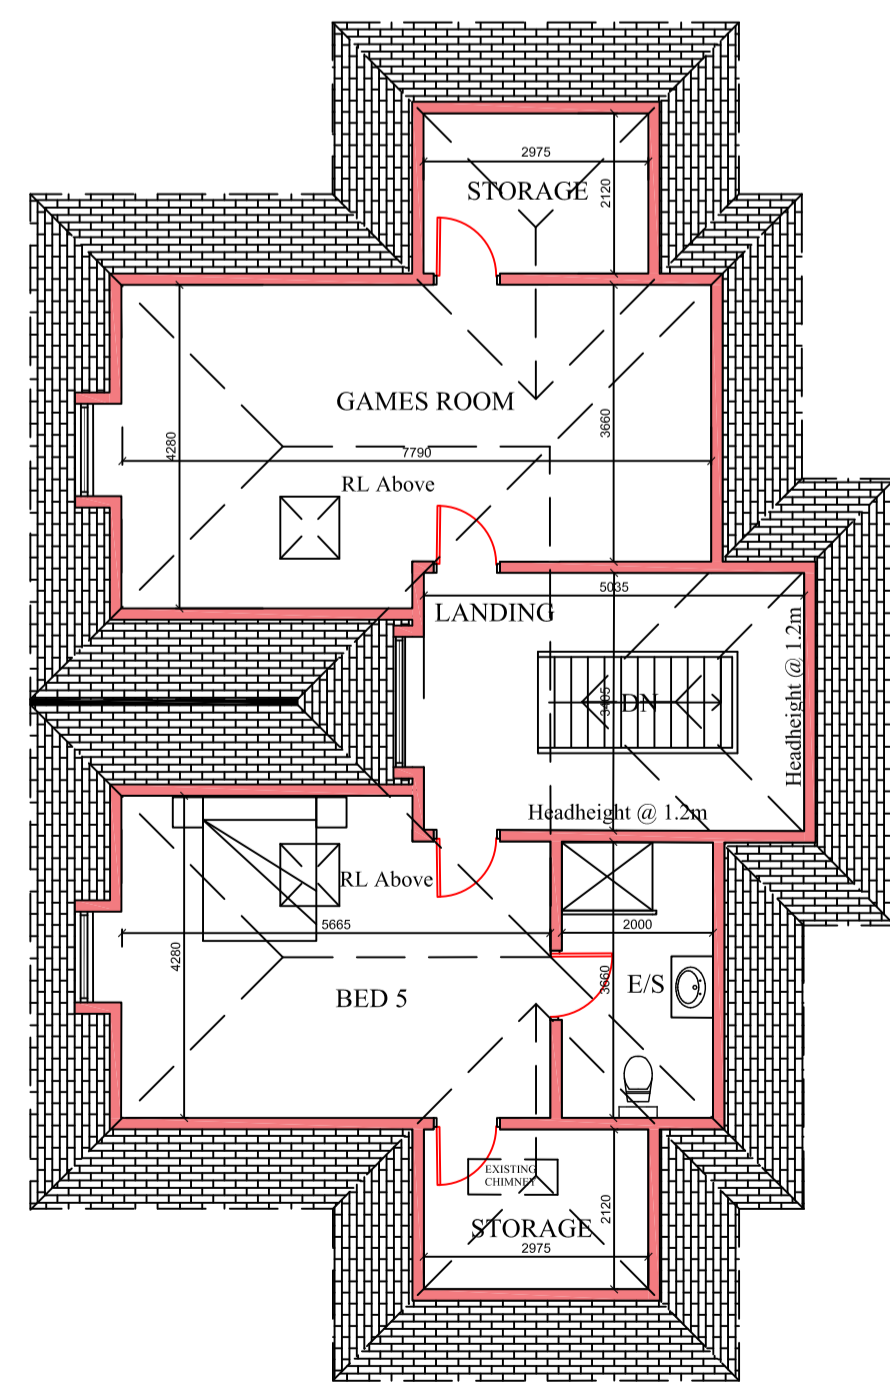 2975
STORAGE
2120
GAMES ROOM
3660
4280
7790
RL Above
5035
LANDING
Headheight @ 1.2m
DN
Headheight @ 1.2m
RL Above
5665
2000
4280
3660
E/S
BED 5
EXISTING
CHIMNEY
2120
STORAGE
2975